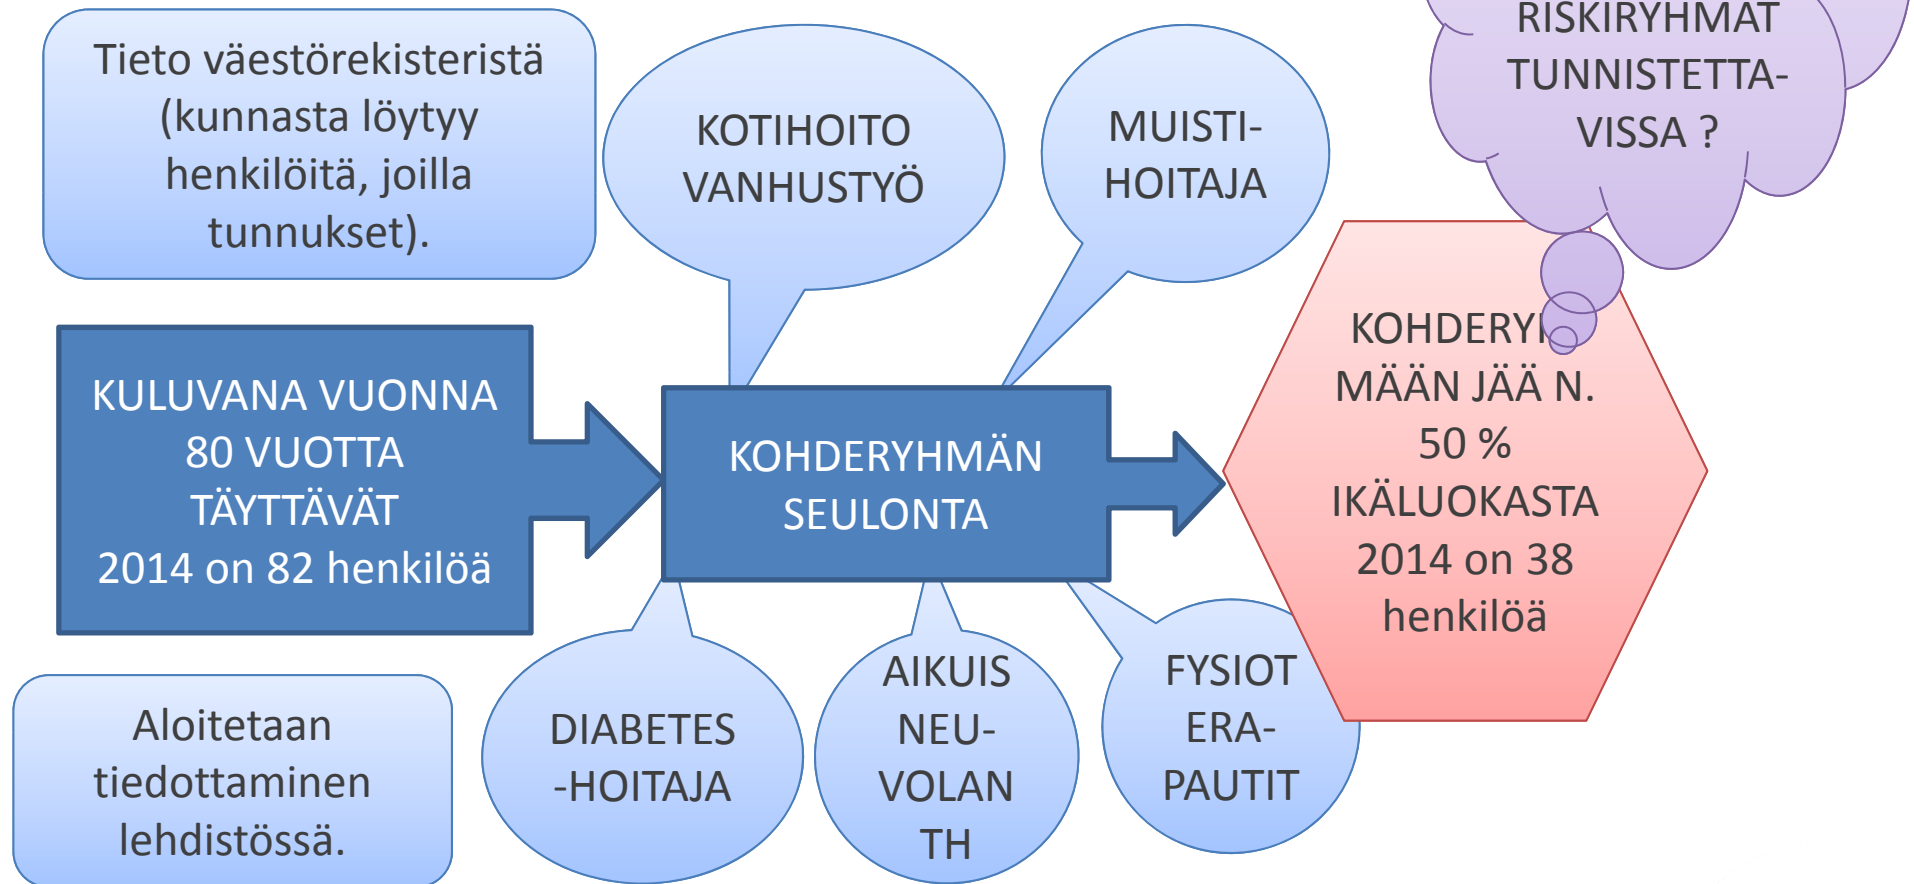 Tieto väestörekisteristä
(kunnasta löytyy
henkilöitä, joilla
tunnukset).
KOTIHOITO
VANHUSTYÖ
MUISTI-
HOITAJA
RISKIRYHMÄT
TUNNISTETTA-
VISSA ?
KULUVANA VUONNA
80 VUOTTA
TÄYTTÄVÄT
2014 on 82 henkilöä
KOHDERYHMÄN
SEULONTA
MÄÄN JÄÄ N.
50 %
IKÄLUOKASTA
2014 on 38
henkilöä
Aloitetaan
tiedottaminen
lehdistössä.
DIABETES
-HOITAJA
AIKUIS
NEU-
VOLAN
TH
FYSIOT
ERA-
PAUTIT